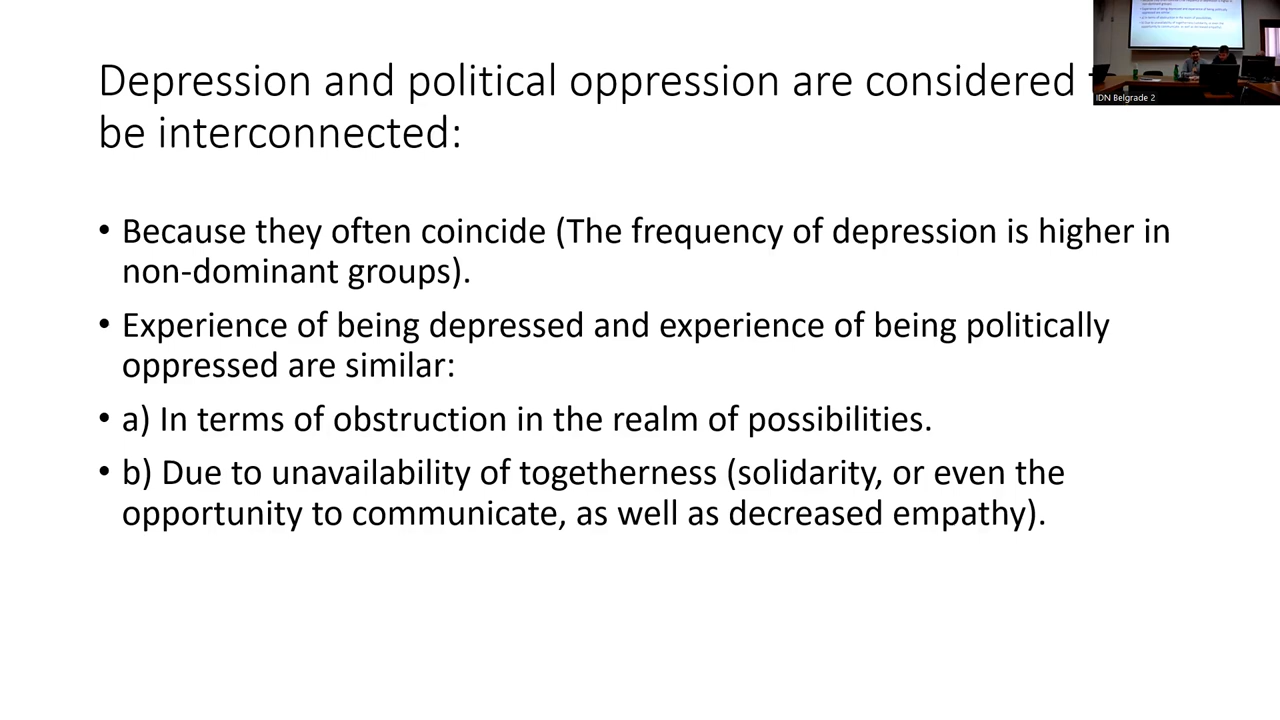 Depression and political oppression are considered
be interconnected:
• Because they often coincide (The frequency of depression is higher in
non-dominant groups).
• Experience of being depressed and experience of being politically
oppressed are similar:
• a) In terms of obstruction in the realm of possibilities.
• b) Due to unavailability of togetherness (solidarity, or even the
opportunity to communicate, as well as decreased empathy).
IDN Belgrade 2